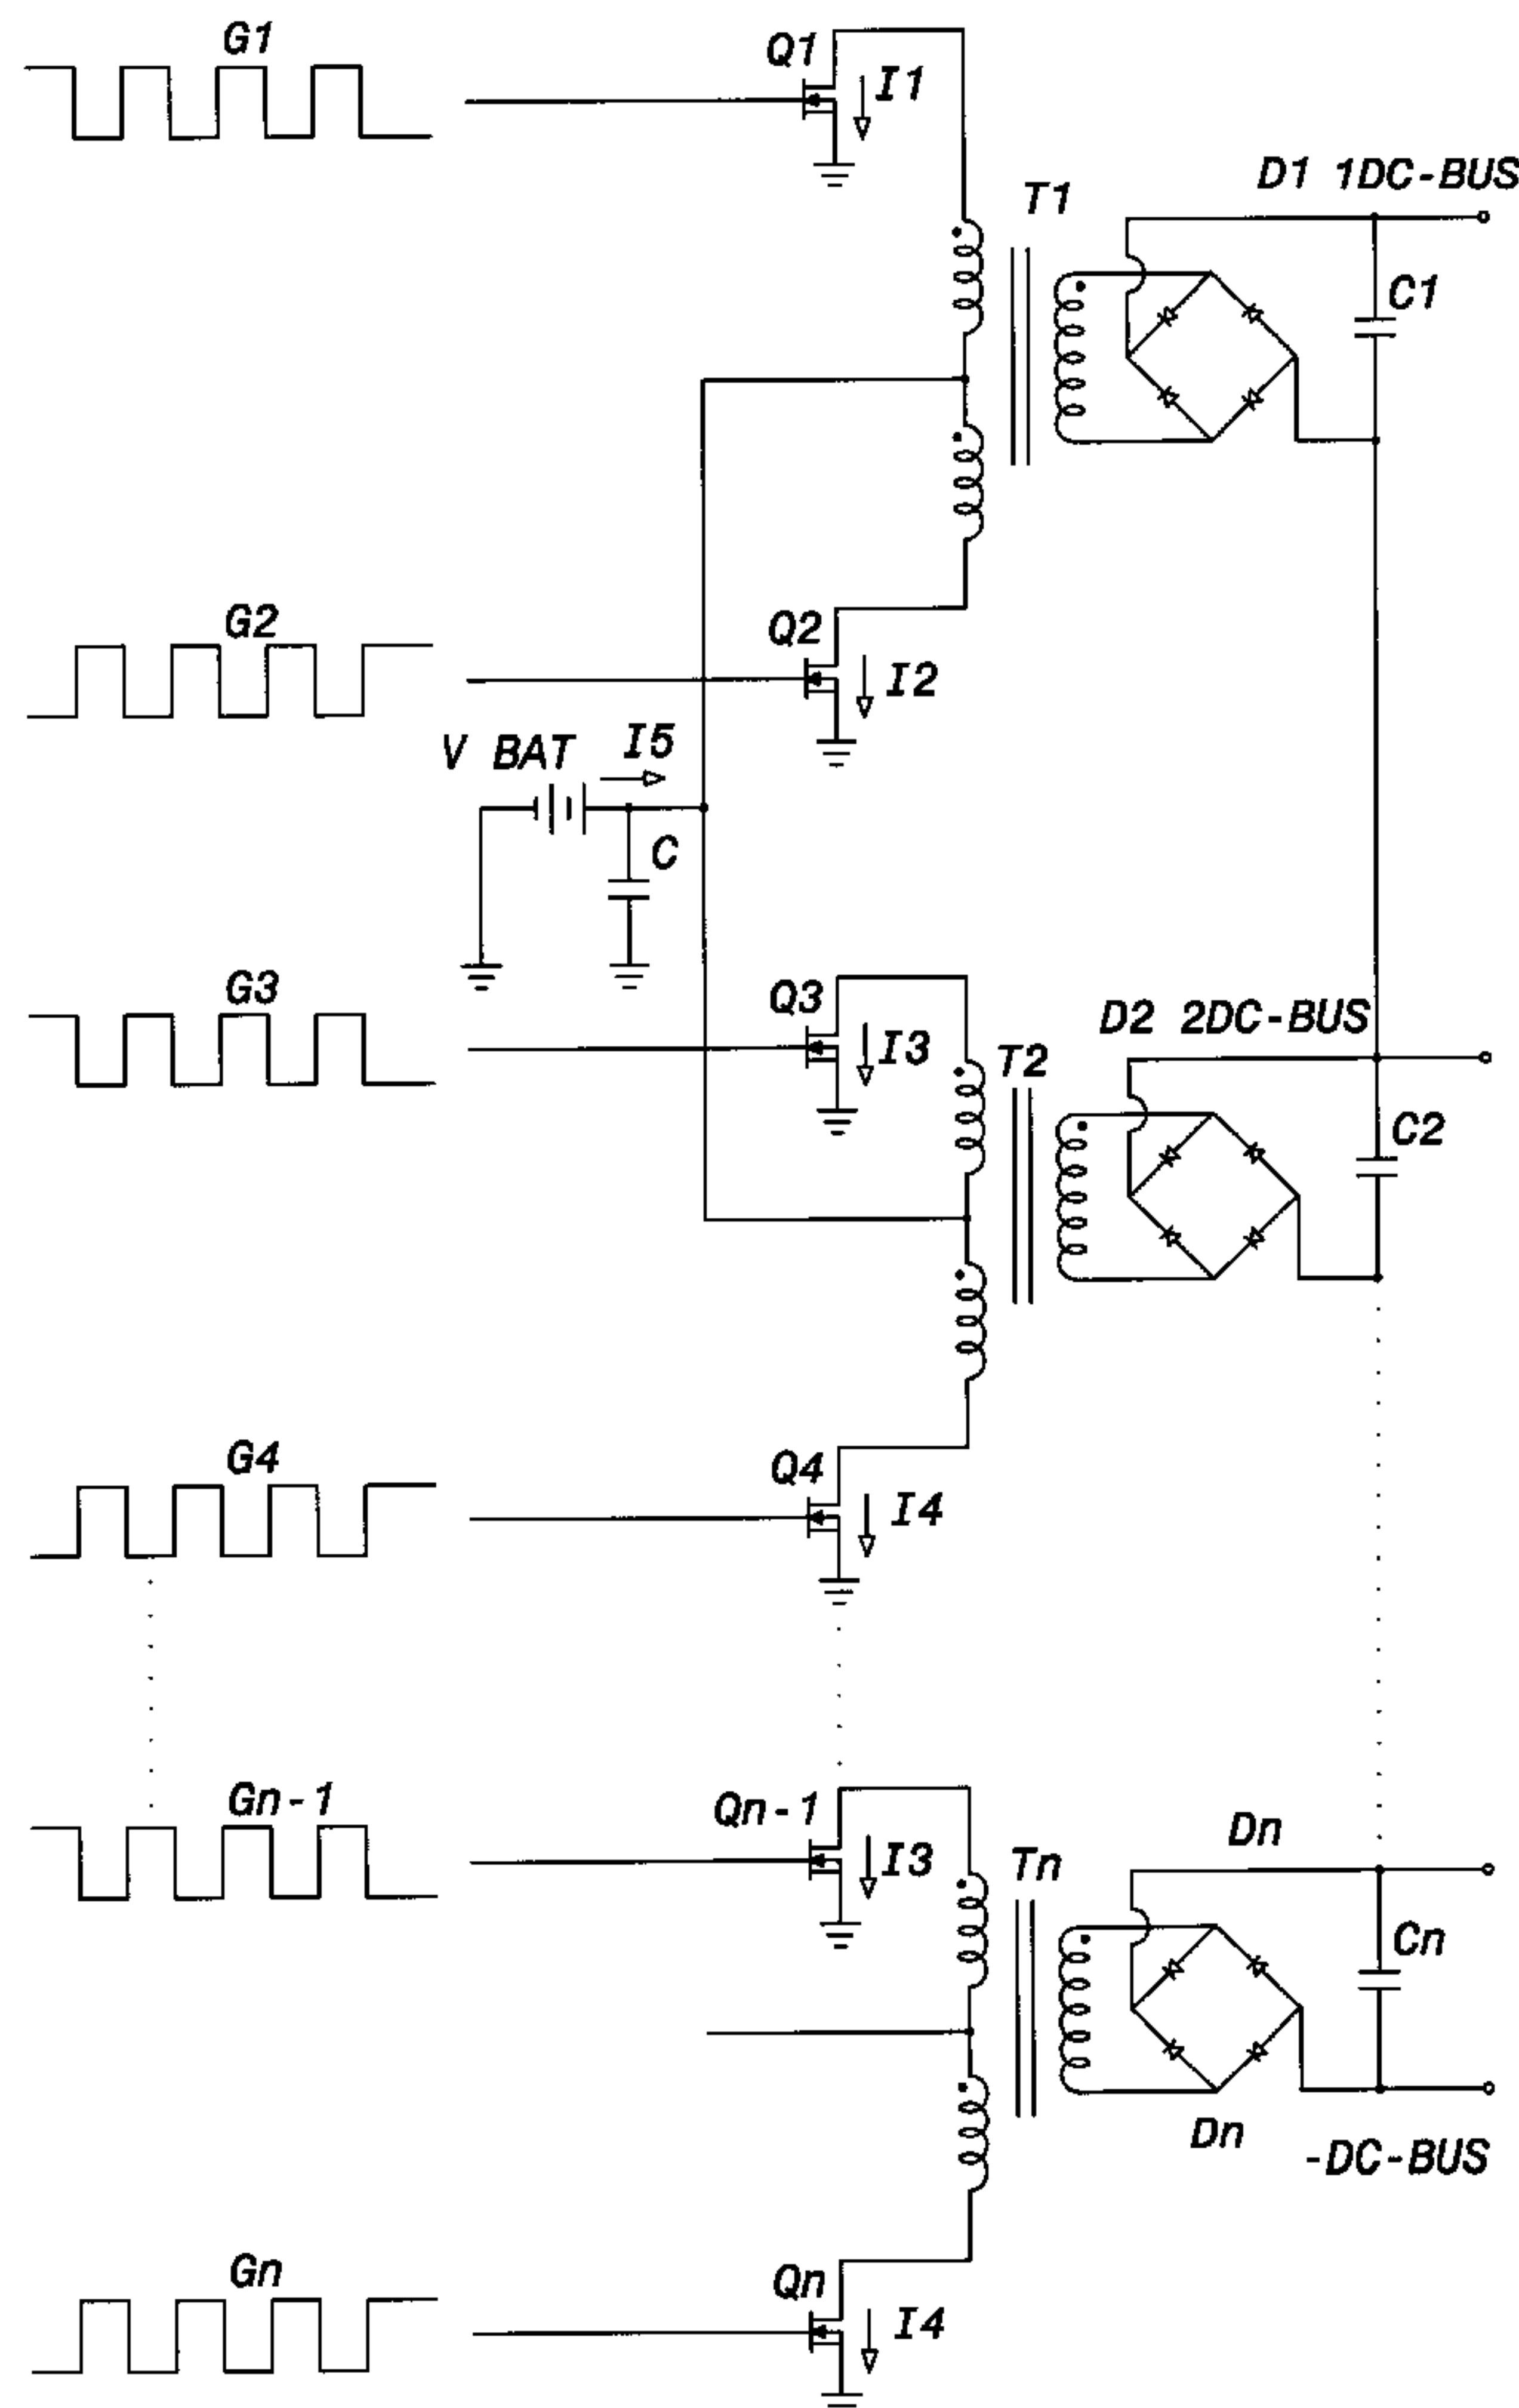 G1
Q1
I1
D1 1DC-BUS
T1
C1
G2
Q2
I2
V BAT
I5
C
G3
Q3
I3
D2 2DC-BUS
T2
C2
G4
Q4
I4
Gn-1
Qn-1
I3
Tn
Dn
Cn
Dn
-DC-BUS
Gn
Qn
I4